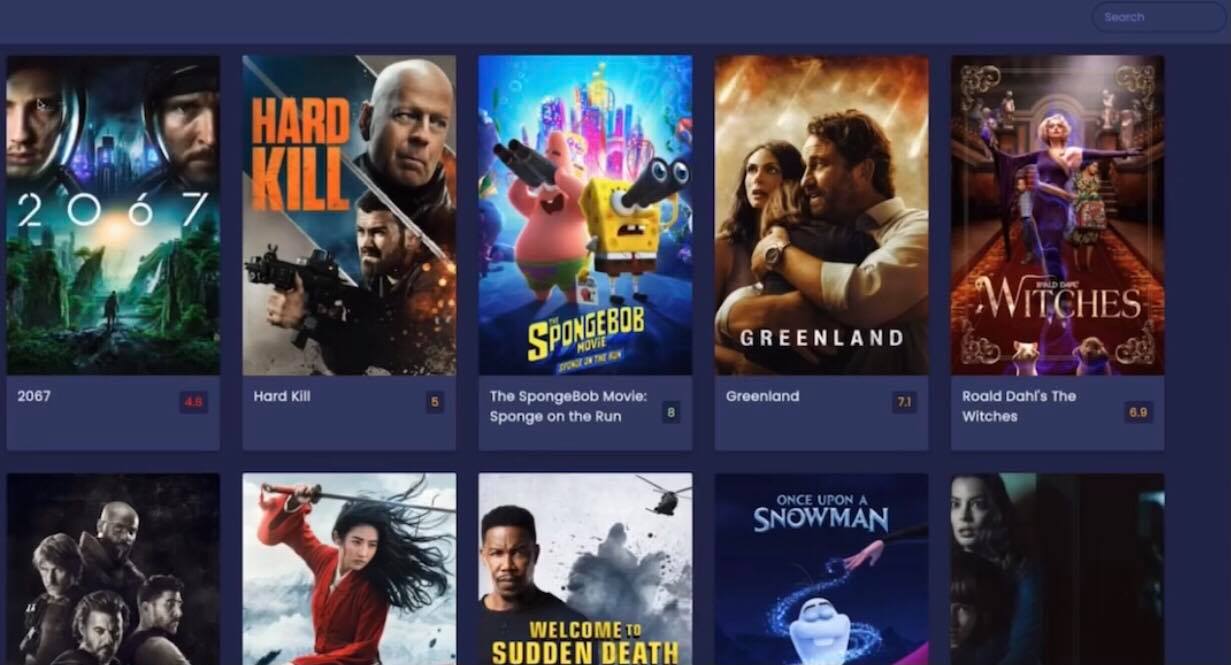 Search
2067
HARD
KILL
THE
SPONGEBOB
MOVIE
SPONGE ON THE RUN
GREENLAND
ROALD DAHL'S
WITCHES
2067
4.8
Hard Kill
5
The SpongeBob Movie:
Sponge on the Run
8
Greenland
7.1
Roald Dahl's The
Witches
6.9
WELCOME TO
SUDDEN DEATH
ONCE UPON A
SNOWMAN